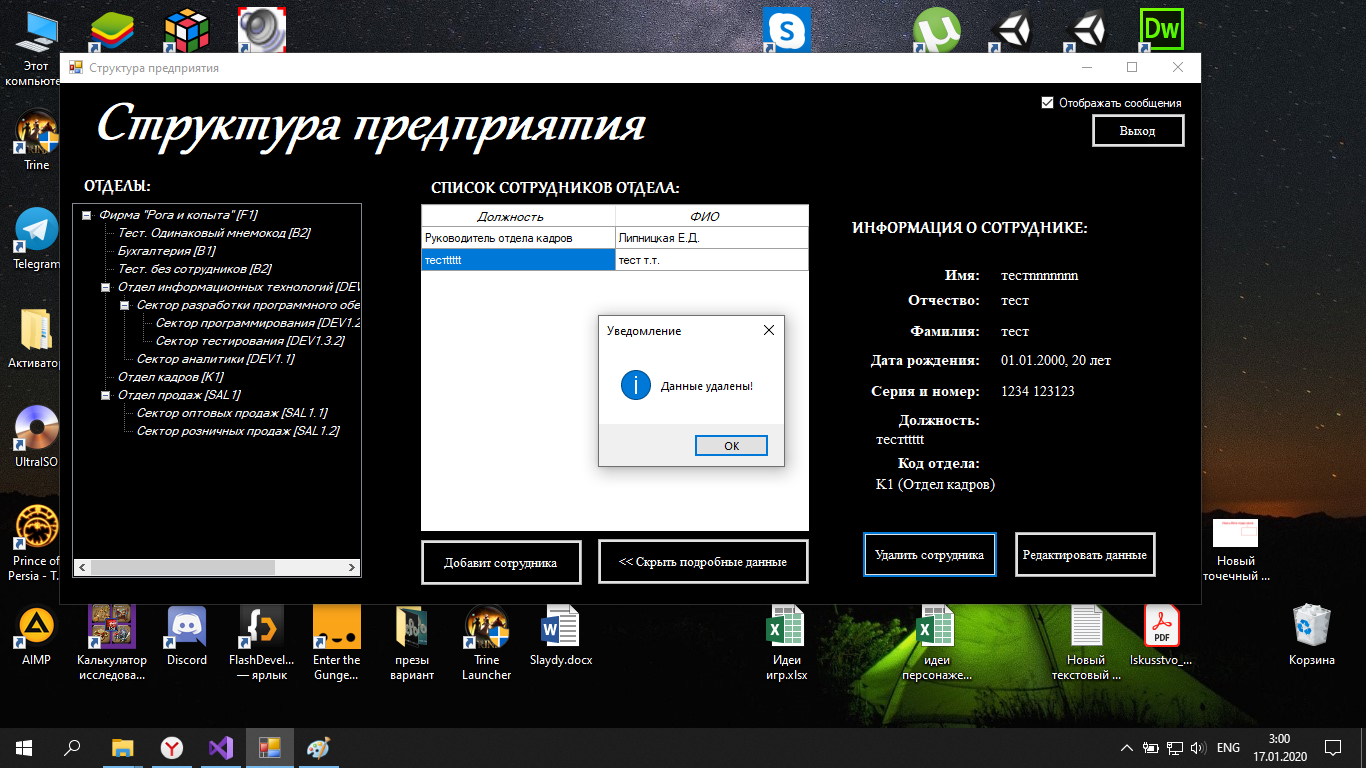 Этот
компьюте
Структура предприятия
Структура предприятия
Отображать сообщения
Выход
Trine
Telegram
Активатор
UltraISO
Prince of
Persia - T...
ОТДЕЛЫ:
Фирма "Рога и копыта" [F1]
Тест. Одинаковый мнемокод [B2]
Бухгалтерия [B1]
Тест. без сотрудников [B2]
Отдел информационных технологий [DEV
Сектор разработки программного обе
Сектор программирования [DEV1.2
Сектор тестирования [DEV1.3.2]
Сектор аналитики [DEV1.1]
Отдел кадров [K1]
Отдел продаж [SAL1]
Сектор оптовых продаж [SAL1.1]
Сектор розничных продаж [SAL1.2]
СПИСОК СОТРУДНИКОВ ОТДЕЛА:
Должность ФИО
Руководитель отдела кадров Липницкая Е.Д.
тестttttt тест т.т.
Уведомление
Данные удалены!
OK
Добавит сотрудника
<< Скрыть подробные данные
ИНФОРМАЦИЯ О СОТРУДНИКЕ:
Имя: тестnnnnnnn
Отчество: тест
Фамилия: тест
Дата рождения: 01.01.2000, 20 лет
Серия и номер: 1234 123123
Должность:
тестttttt
Код отдела:
K1 (Отдел кадров)
Удалить сотрудника
Редактировать данные
Новый
точечный ...
AIMP
Калькулятор
исследова...
Discord
FlashDevel...
— ярлык
Enter the
Gunge...
презы
вариант
Trine
Launcher
Slaydy.docx
Идеи
игр.xlsx
идеи
персонаже...
Новый
текстовый ...
Iskusstvo_...
Корзина
S
Dw
PDF
ENG
3:00
17.01.2020